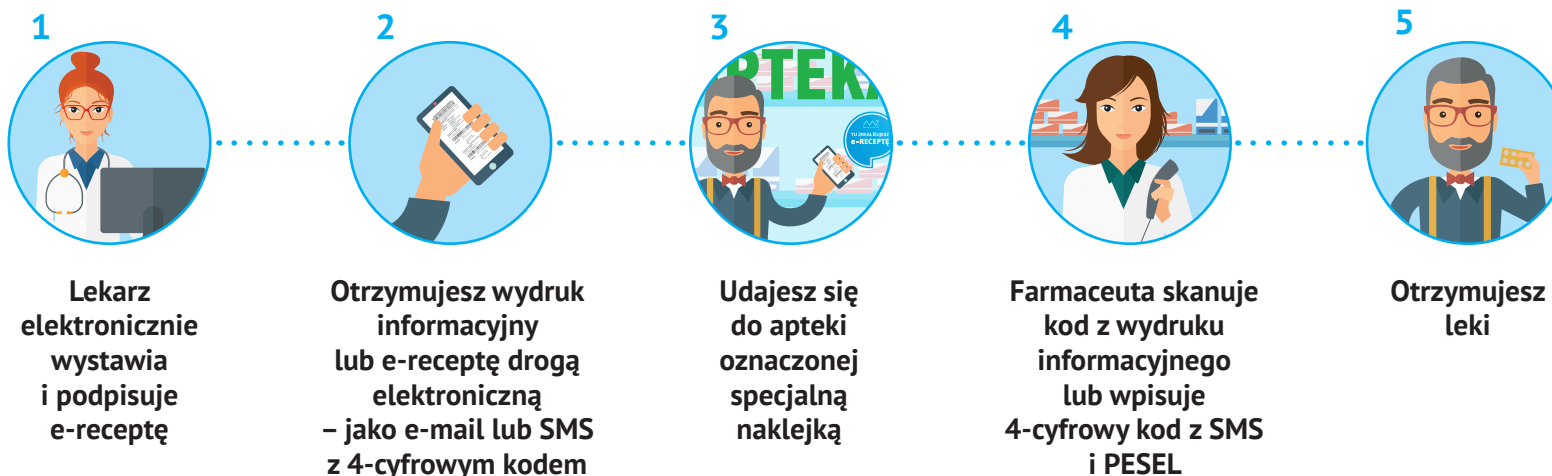 1
Lekarz
elektronicznie
wystawia
i podpisuje
e-receptę
2
Otrzymujesz wydruk
informacyjny
lub e-receptę drogą
elektroniczną
– jako e-mail lub SMS
z 4-cyfrowym kodem
3
PTEKA
MZ
TU ZREALIZUJESZ
e-RECEPTĘ
Udajesz się
do apteki
oznaczonej
specjalną
naklejką
4
Farmaceuta skanuje
kod z wydruku
informacyjnego
lub wpisuje
4-cyfrowy kod z SMS
i PESEL
5
Otrzymujesz
leki